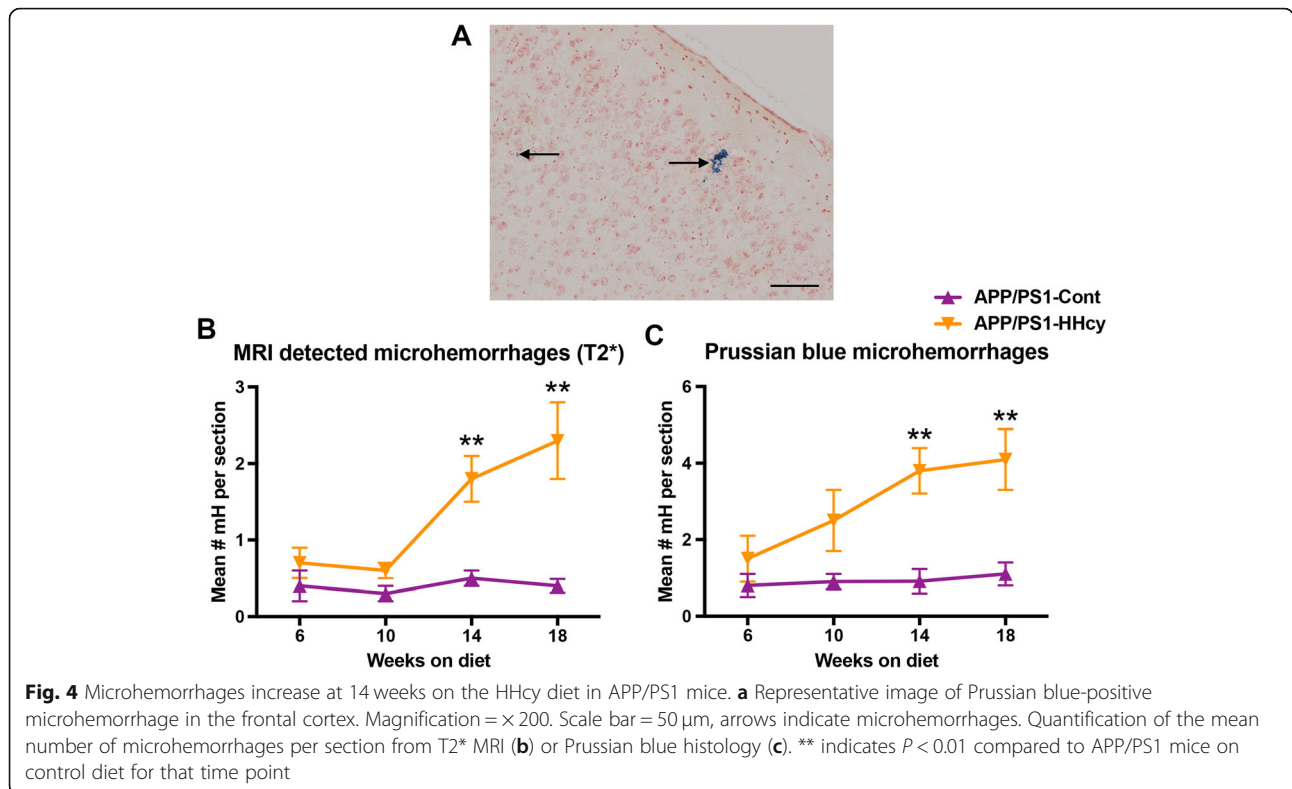 A
APP/PS1-Cont
APP/PS1-HHcy
B
MRI detected microhemorrhages (T2*)
3
2
1
0
Mean # mH per section
**
**
6 10 14 18
Weeks on diet
C
Prussian blue microhemorrhages
6
4
2
0
Mean # mH per section
**
**
6 10 14 18
Weeks on diet
Fig. 4 Microhemorrhages increase at 14 weeks on the HHcy diet in APP/PS1 mice. a Representative image of Prussian blue-positive
microhemorrhage in the frontal cortex. Magnification = × 200. Scale bar = 50 μm, arrows indicate microhemorrhages. Quantification of the mean
number of microhemorrhages per section from T2* MRI (b) or Prussian blue histology (c). ** indicates P < 0.01 compared to APP/PS1 mice on
control diet for that time point